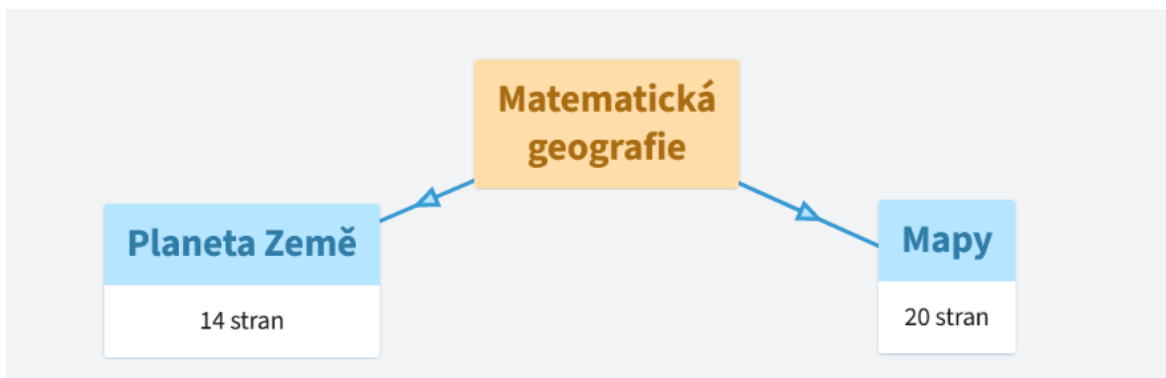 Matematická
geografie
Planeta Země
14 stran
Mapy
20 stran